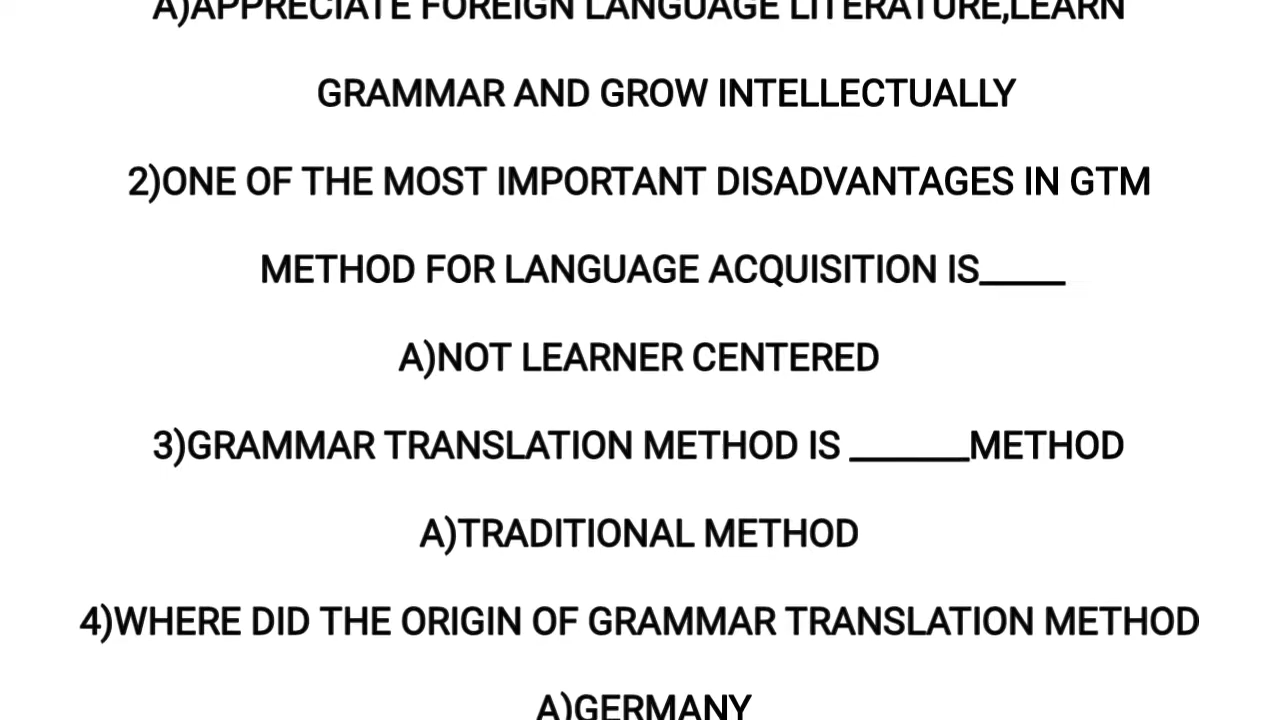 A)APPRECIATE FOREIGN LANGUAGE LITERATURE,LEARN
GRAMMAR AND GROW INTELLECTUALLY
2)ONE OF THE MOST IMPORTANT DISADVANTAGES IN GTM
METHOD FOR LANGUAGE ACQUISITION IS_____
A)NOT LEARNER CENTERED
3)GRAMMAR TRANSLATION METHOD IS _______METHOD
A)TRADITIONAL METHOD
4)WHERE DID THE ORIGIN OF GRAMMAR TRANSLATION METHOD
A)GERMANY